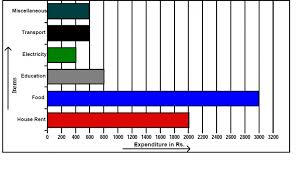 Miscellaneous
Transport
Electricity
Education
Food
House Rent
Items
0 200 400 600 800 1000 1200 1400 1600 1800 2000 2200 2400 2600 2800 3000 3200
Expenditure in Rs.